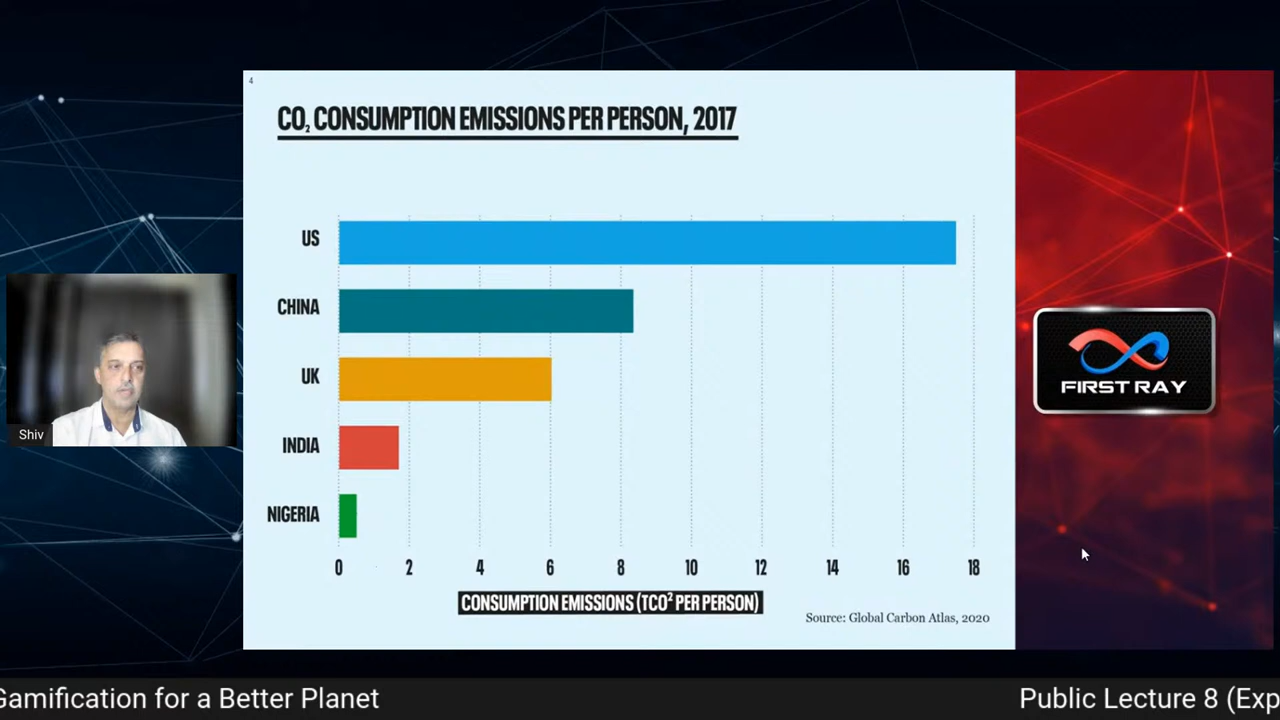 4
CO₂ CONSUMPTION EMISSIONS PER PERSON, 2017
US
CHINA
UK
INDIA
NIGERIA
0 2 4 6 8 10 12 14 16 18
CONSUMPTION EMISSIONS (TCO² PER PERSON)
Source: Global Carbon Atlas, 2020
Shiv
FIRST RAY
Gamification for a Better Planet
Public Lecture 8 (Exp